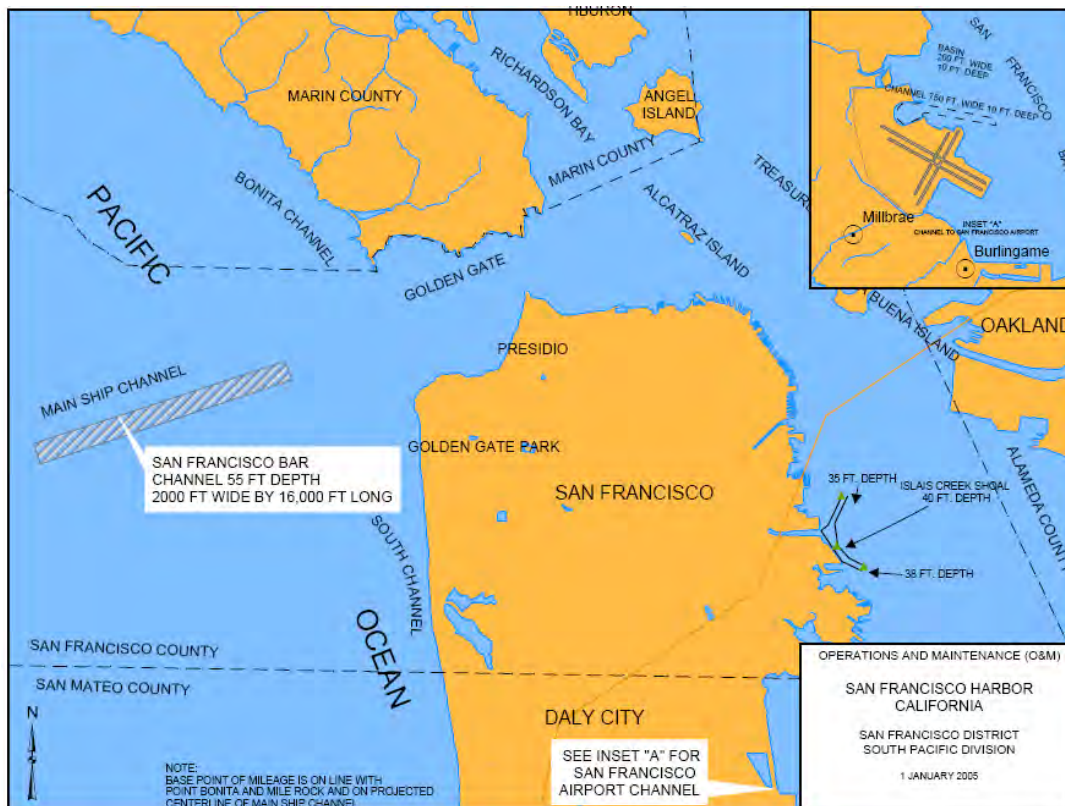 TIBURON
MARIN COUNTY
RICHARDSON BAY
ANGEL
ISLAND
MARIN COUNTY
PACIFIC
BONITA CHANNEL
GOLDEN GATE
ALCATRAZ ISLAND
SAN FRANCISCO
BASIN
200 FT. WIDE
10 FT. DEEP
CHANNEL 750 FT. WIDE 10 FT. DEEP
Millbrae
INSET "A"
CHANNEL TO SAN FRANCISCO AIRPORT
Burlingame
BUENA ISLAND
OAKLAND
PRESIDIO
MAIN SHIP CHANNEL
SAN FRANCISCO BAR
CHANNEL 55 FT DEPTH
2000 FT WIDE BY 16,000 FT LONG
GOLDEN GATE PARK
SAN FRANCISCO
35 FT. DEPTH
ISLAIS CREEK SHOAL
40 FT. DEPTH
38 FT. DEPTH
ALAMEDA COUNTY
SOUTH CHANNEL
OCEAN
SAN FRANCISCO COUNTY
SAN MATEO COUNTY
DALY CITY
N
NOTE:
BASE POINT OF MILEAGE IS ON LINE WITH
POINT BONITA AND MILE ROCK AND ON PROJECTED
CENTERLINE OF MAIN SHIP CHANNEL
SEE INSET "A" FOR
SAN FRANCISCO
AIRPORT CHANNEL
OPERATIONS AND MAINTENANCE (O&M)
SAN FRANCISCO HARBOR
CALIFORNIA
SAN FRANCISCO DISTRICT
SOUTH PACIFIC DIVISION
1 JANUARY 2005